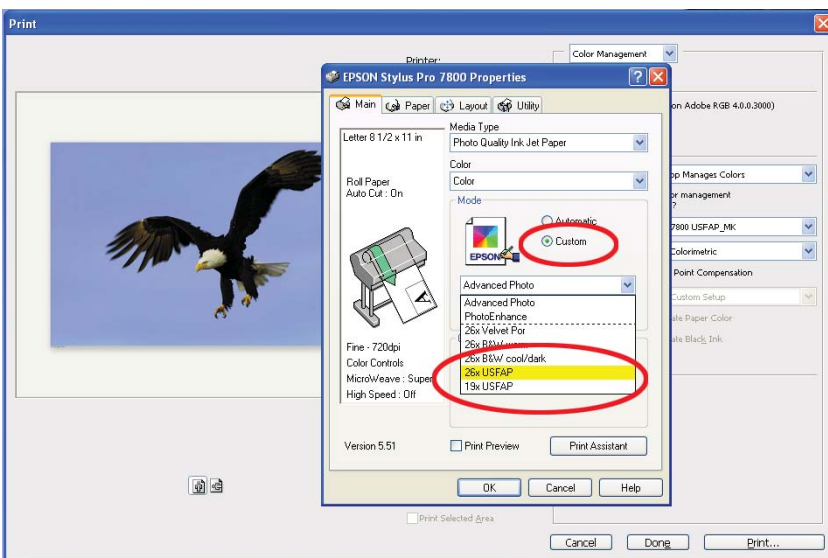 Print
Printer:
Color Management
EPSON Stylus Pro 7800 Properties
Main
Paper
Layout
Utility
Letter 8 1/2 x 11 in
Roll Paper
Auto Cut : On
Fine - 720dpi
Color Controls
MicroWeave : Super
High Speed : Off
Version 5.51
Media Type
Photo Quality Ink Jet Paper
Color
Color
Mode
EPSON
Automatic
Custom
Advanced Photo
Advanced Photo
PhotoEnhance
26x Velvet Por
26x B&W warm
26x B&W cool/dark
26x USFAP
19x USFAP
Print Preview
Print Assistant
OK
Cancel
Help
on Adobe RGB 4.0.0.3000)
op Manages Colors
or management
?
7800 USFAP_MK
Colorimetric
Point Compensation
Custom Setup
ate Paper Color
ate Black Ink
Print Selected Area
Cancel
Done
Print...